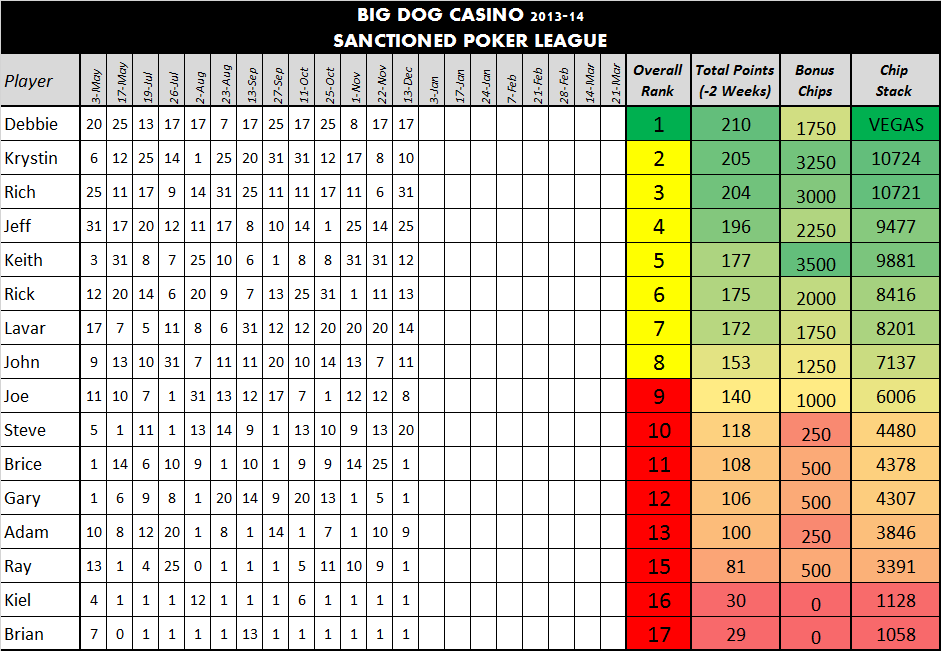 BIG DOG CASINO 2013-14
SANCTIONED POKER LEAGUE
Player 3-May 17-May 19-Jul 26-Jul 2-Aug 23-Aug 13-Sep 27-Sep 11-Oct 25-Oct 1-Nov 22-Nov 13-Dec 3-Jan 17-Jan 24-Jan 7-Feb 21-Feb 28-Feb 14-Mar 21-Mar Overall Rank Total Points (-2 Weeks) Bonus Chips Chip Stack
Debbie 20 25 13 17 17 7 17 25 17 25 8 17 17 1 210 1750 VEGAS
Krystin 6 12 25 14 1 25 20 31 31 12 17 8 10 2 205 3250 10724
Rich 25 11 17 9 14 31 25 11 11 17 11 6 31 3 204 3000 10721
Jeff 31 17 20 12 11 17 8 10 14 1 25 14 25 4 196 2250 9477
Keith 3 31 8 7 25 10 6 1 8 8 31 31 12 5 177 3500 9881
Rick 12 20 14 6 20 9 7 13 25 31 1 11 13 6 175 2000 8416
Lavar 17 7 5 11 8 6 31 12 12 20 20 20 14 7 172 1750 8201
John 9 13 10 31 7 11 11 20 10 14 13 7 11 8 153 1250 7137
Joe 11 10 7 1 31 13 12 17 7 1 12 12 8 9 140 1000 6006
Steve 5 1 11 1 13 14 9 1 13 10 9 13 20 10 118 250 4480
Brice 1 14 6 10 9 1 10 1 9 9 14 25 1 11 108 500 4378
Gary 1 6 9 8 1 20 14 9 20 13 1 5 1 12 106 500 4307
Adam 10 8 12 20 1 8 1 14 1 7 1 10 9 13 100 250 3846
Ray 13 1 4 25 0 1 1 1 5 11 10 9 1 15 81 500 3391
Kiel 4 1 1 1 12 1 1 1 6 1 1 1 1 16 30 0 1128
Brian 7 0 1 1 1 1 13 1 1 1 1 1 1 17 29 0 1058